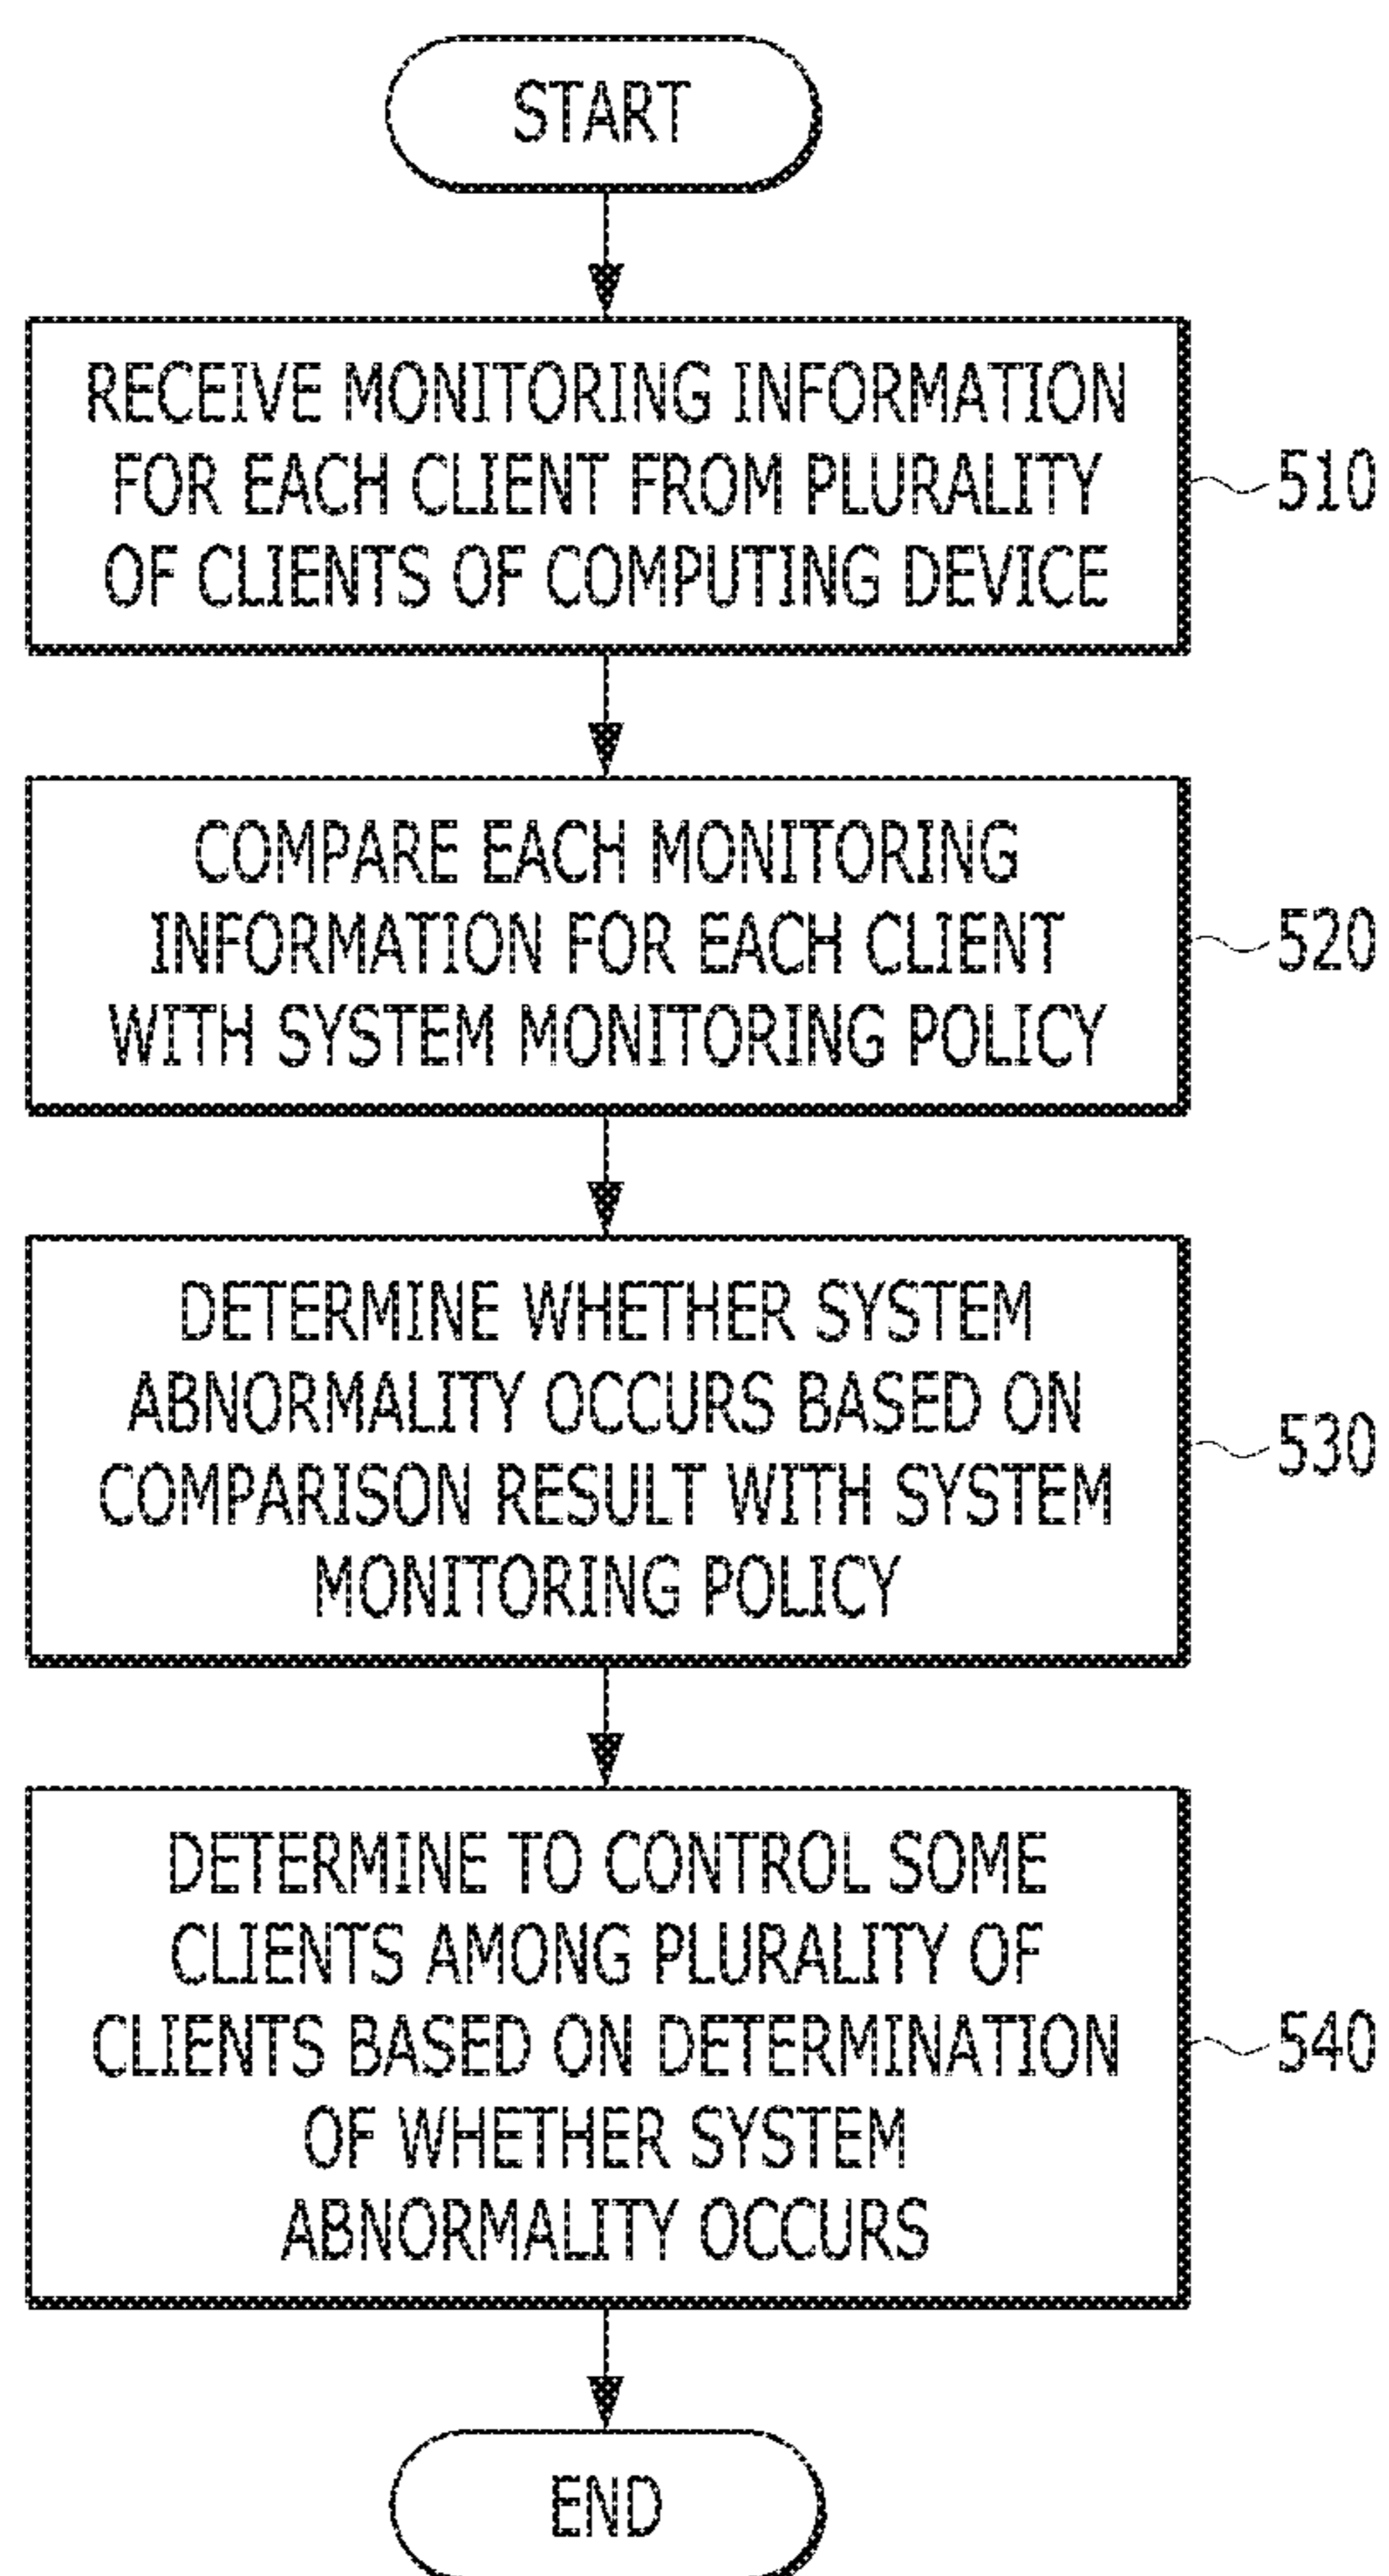 START
RECEIVE MONITORING INFORMATION
FOR EACH CLIENT FROM PLURALITY
OF CLIENTS OF COMPUTING DEVICE
510
COMPARE EACH MONITORING
INFORMATION FOR EACH CLIENT
WITH SYSTEM MONITORING POLICY
520
DETERMINE WHETHER SYSTEM
ABNORMALITY OCCURS BASED ON
COMPARISON RESULT WITH SYSTEM
MONITORING POLICY
530
DETERMINE TO CONTROL SOME
CLIENTS AMONG PLURALITY OF
CLIENTS BASED ON DETERMINATION
OF WHETHER SYSTEM
ABNORMALITY OCCURS
540
END